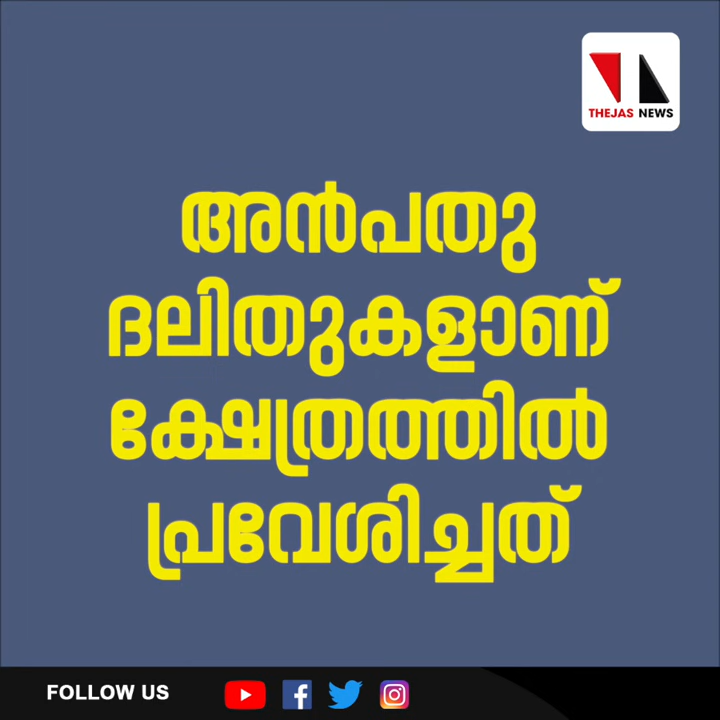 THEJAS NEWS
അൻപതു
ദലിതുകളാണ്
ക്ഷേത്രത്തിൽ
പ്രവേശിച്ചത്
FOLLOW US